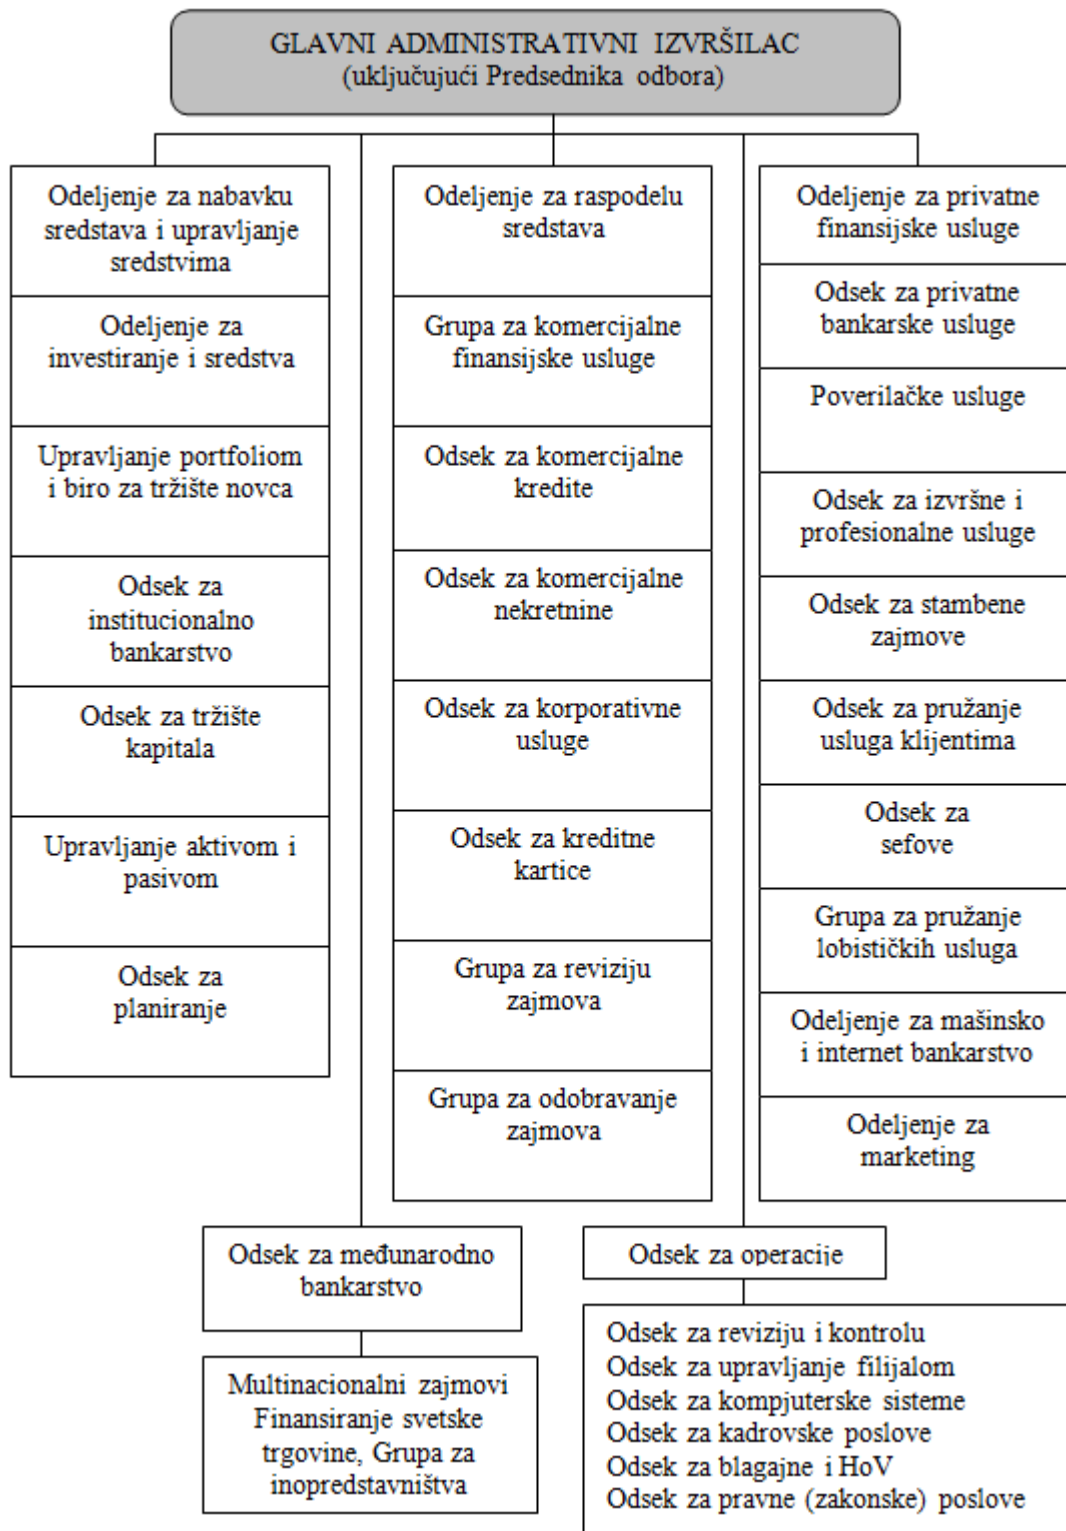 GLAVNI ADMINISTRATIVNI IZVRŠILAC
(uključujući Predsednika odbora)
Odeljenje za nabavku
sredstava i upravljanje
sredstvima
Odeljenje za
investiranje i sredstva
Upravljanje portfoliom
i biro za tržište novca
Odsek za
institucionalno
bankarstvo
Odsek za tržište
kapitala
Upravljanje aktivom i
pasivom
Odsek za
planiranje
Odeljenje za raspodelu
sredstava
Grupa za komercijalne
finansijske usluge
Odsek za komercijalne
kredite
Odsek za komercijalne
nekretnine
Odsek za korporativne
usluge
Odsek za kreditne
kartice
Grupa za reviziju
zajmova
Grupa za odobravanje
zajmova
Odeljenje za privatne
finansijske usluge
Odsek za privatne
bankarske usluge
Poverilačke usluge
Odsek za izvršne i
profesionalne usluge
Odsek za stambene
zajmove
Odsek za pružanje
usluga klijentima
Odsek za
sefove
Grupa za pružanje
lobističkih usluga
Odeljenje za mašinsko
i internet bankarstvo
Odeljenje za
marketing
Odsek za međunarodno
bankarstvo
Multinacionalni zajmovi
Finansiranje svetske
trgovine, Grupa za
inopredstavništva
Odsek za operacije
Odsek za reviziju i kontrolu
Odsek za upravljanje filijalom
Odsek za kompjuterske sisteme
Odsek za kadrovske poslove
Odsek za blagajne i HoV
Odsek za pravne (zakonske) poslove